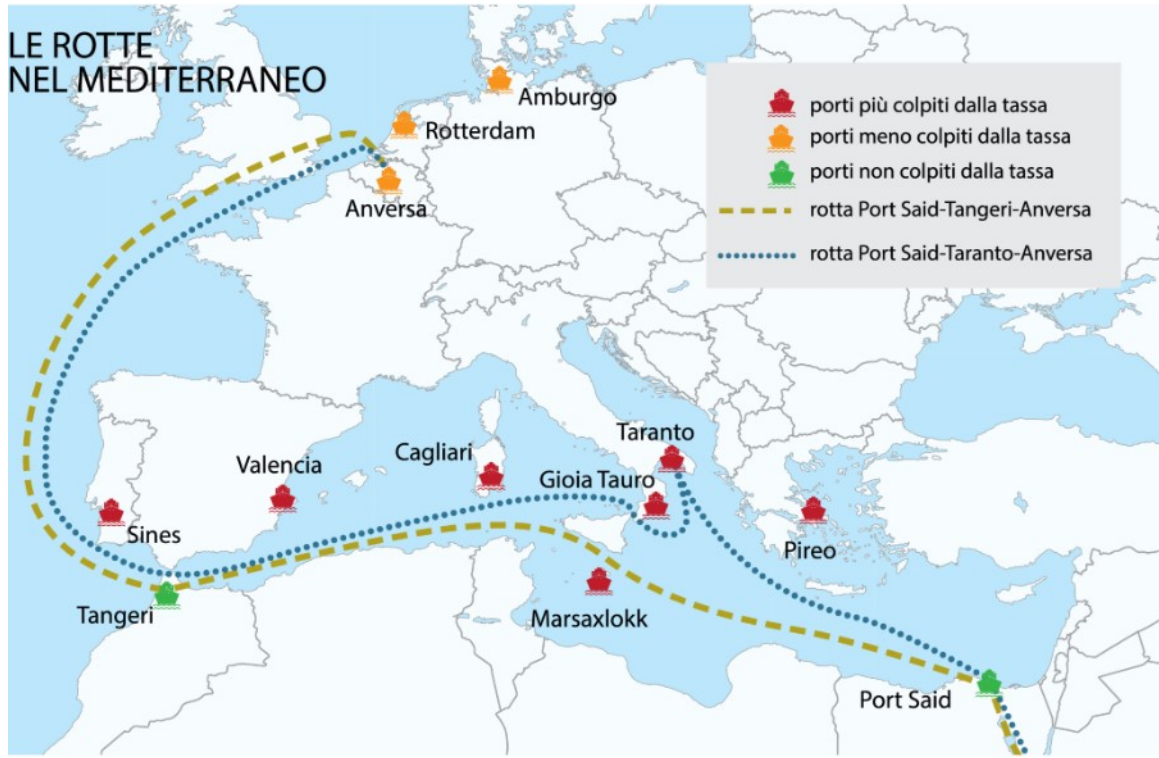 LE ROTTE
NEL MEDITERRANEO
porti più colpiti dalla tassa
porti meno colpiti dalla tassa
porti non colpiti dalla tassa
rotta Port Said-Tangeri-Anversa
rotta Port Said-Taranto-Anversa
Amburgo
Rotterdam
Anversa
Taranto
Cagliari
Valencia
Gioia Tauro
Sines
Pireo
Tangeri
Marsaxlokk
Port Said